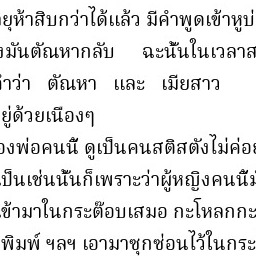 ยุห้าสิบกว่าได้แล้ว มีคำพูดเข้าหูบ่
งมันตัณหากลับ ฉะนั้นในเวลาส
คำว่า ตัณหา และ เมียสาว
ยู่ด้วยเนืองๆ
องพ่อคนนี้ ดูเป็นคนสติสตังไม่ค่อย
เป็นเช่นนั้นก็เพราะว่าผู้หญิงคนนี้มั
เข้ามาในกระต๊อบเสมอ กะโหลกกะ
พิมพ์ ฯลฯ เอามาซุกซ่อนไว้ในกระ